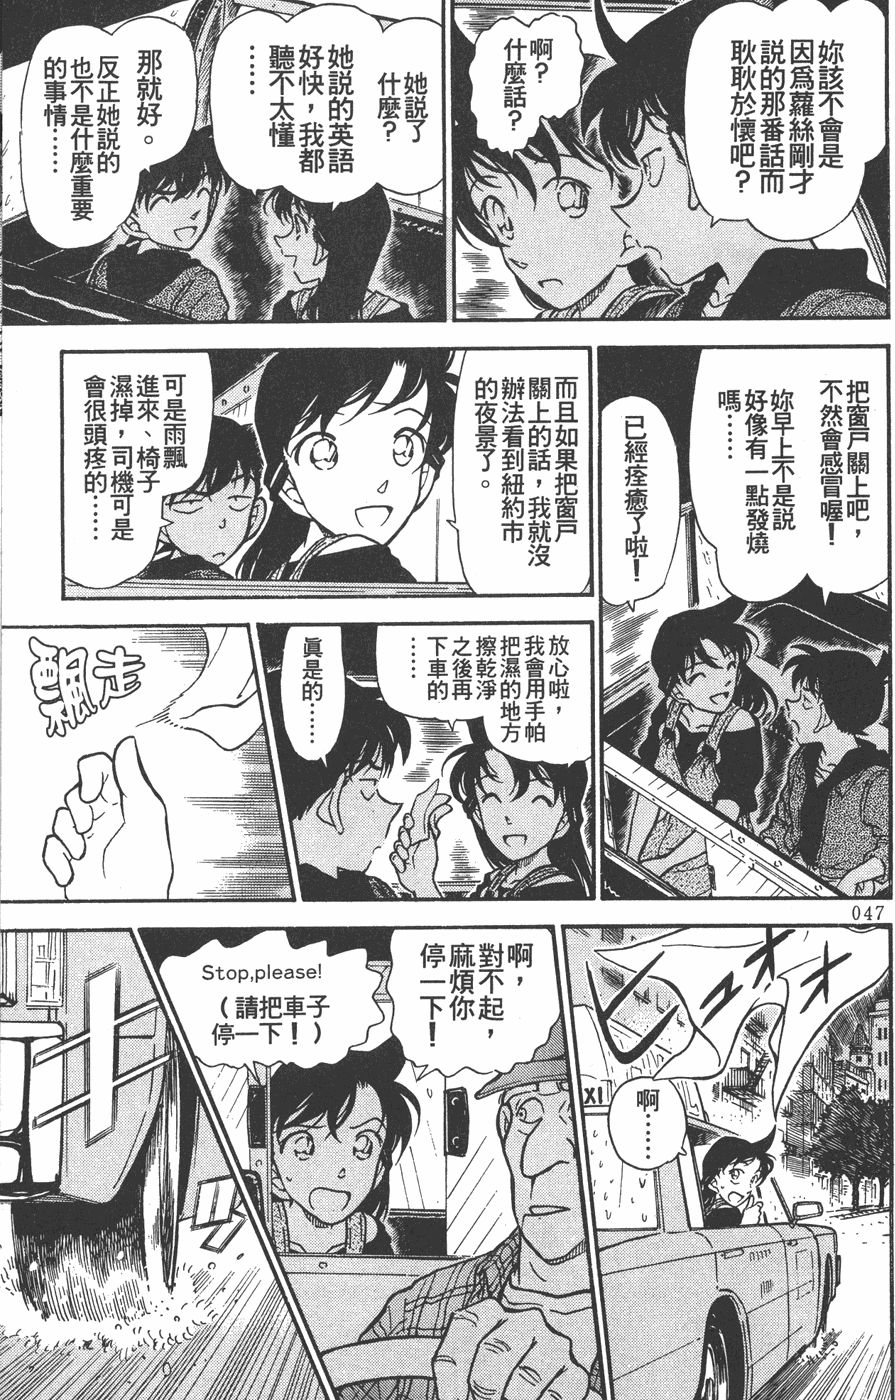 妳該不會是
因為蘿絲剛才
說的那番話而
耿耿於懷吧？
啊？
什麼話？
她說了
什麼？
她說的英語
好快，我都
聽不太懂
……
那就好。
反正她說的
也不是什麼重要
的事情……
把窗戶關上吧，
不然會感冒喔！
妳早上不是說
好像有一點發燒
嗎……
已經痊癒了啦！
而且如果把窗戶
關上的話，我就沒
辦法看到紐約市
的夜景了。
可是雨飄
進來、椅子
濕掉，司機可是
會很頭疼的……
放心啦，
我會用手帕
把濕的地方
擦乾淨
之後再
下車的
……
真是的……
飄走
047
啊……
XI
啊，
對不起，
麻煩你
停一下！
Stop,please!
（請把車子
停一下！）